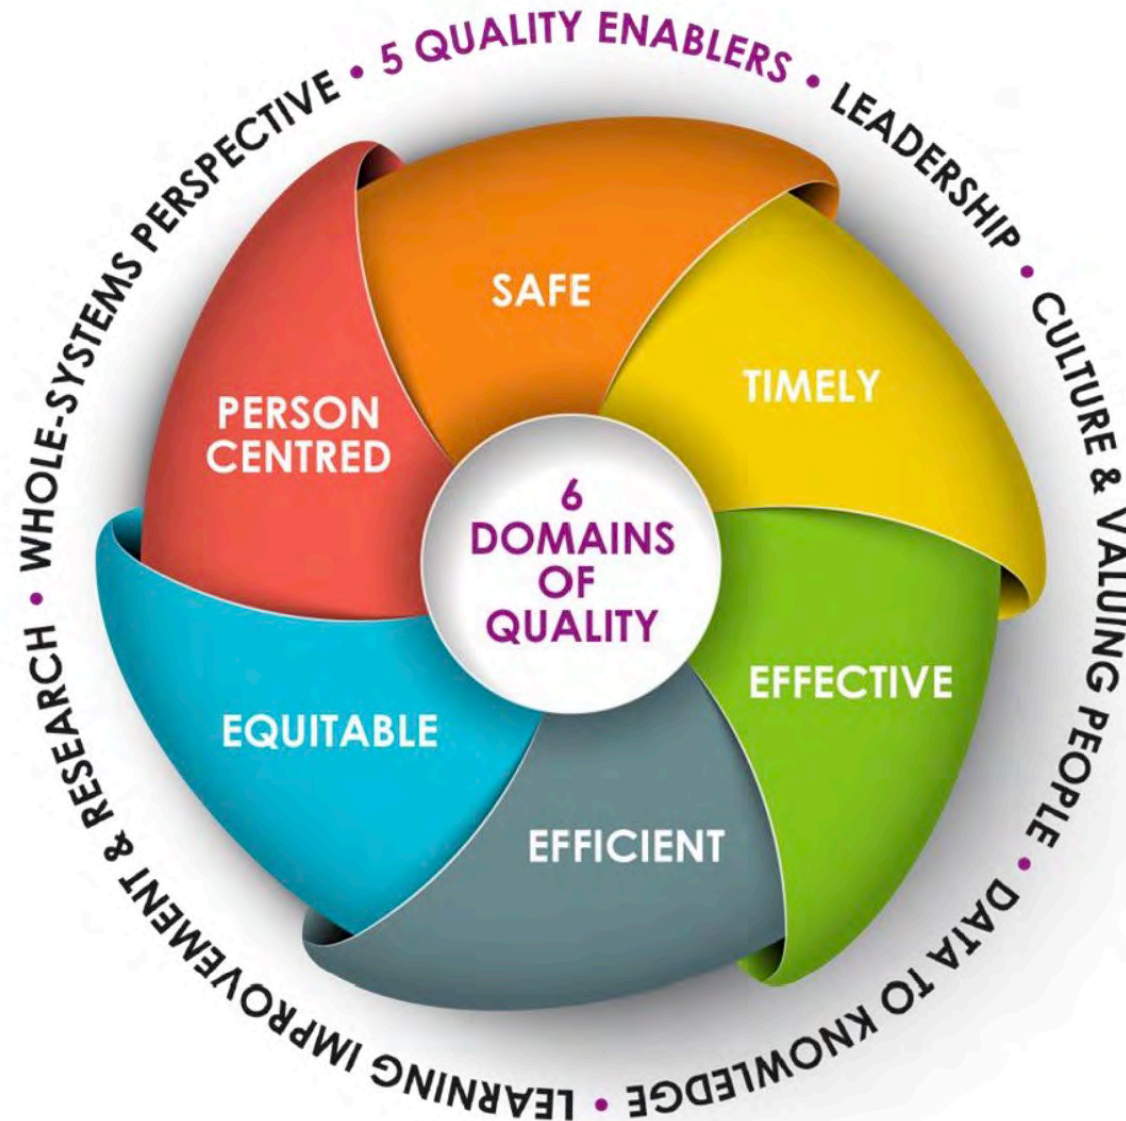 5 QUALITY ENABLERS • LEADERSHIP • CULTURE & VALUING PEOPLE • DATA TO KNOWLEDGE • LEARNING IMPROVEMENT & RESEARCH • WHOLE-SYSTEMS PERSPECTIVE •
SAFE
TIMELY
EFFECTIVE
EFFICIENT
EQUITABLE
PERSON
CENTRED
6
DOMAINS
OF
QUALITY